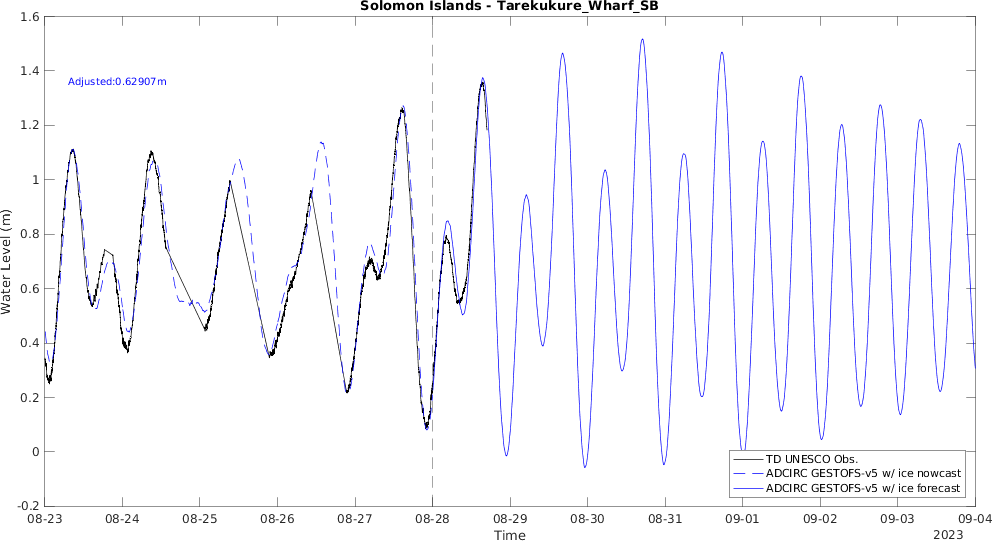 Solomon Islands - Tarekukure_Wharf_SB
1.6
1.4
1.2
1
0.8
0.6
0.4
0.2
0
-0.2
Water Level (m)
Adjusted:0.62907m
TD UNESCO Obs.
ADCIRC GESTOFS-v5 w/ ice nowcast
ADCIRC GESTOFS-v5 w/ ice forecast
08-23 08-24 08-25 08-26 08-27 08-28 08-29 08-30 08-31 09-01 09-02 09-03 09-04
Time
2023